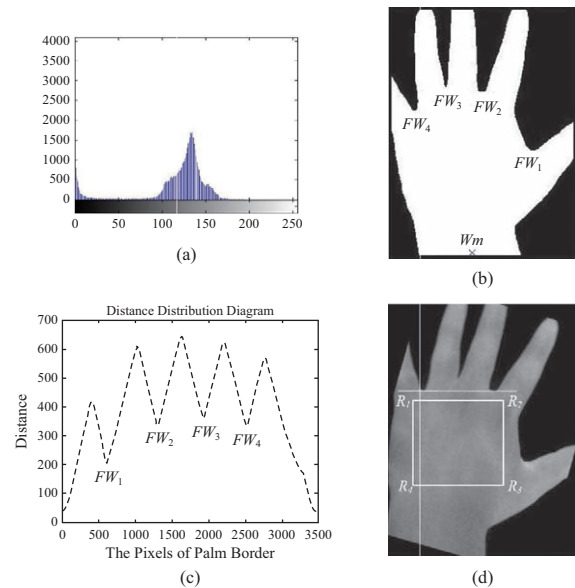 4000
3500
3000
2500
2000
1500
1000
500
0
0 50 100 150 200 250
(a)
FW3
FW2
FW4
FW1
Wm
(b)
Distance Distribution Diagram
700
600
500
400
300
200
100
0
Distance
FW1
FW2
FW3
FW4
0 500 1000 1500 2000 2500 3000 3500
The Pixels of Palm Border
(c)
R1 R2
R4 R3
(d)